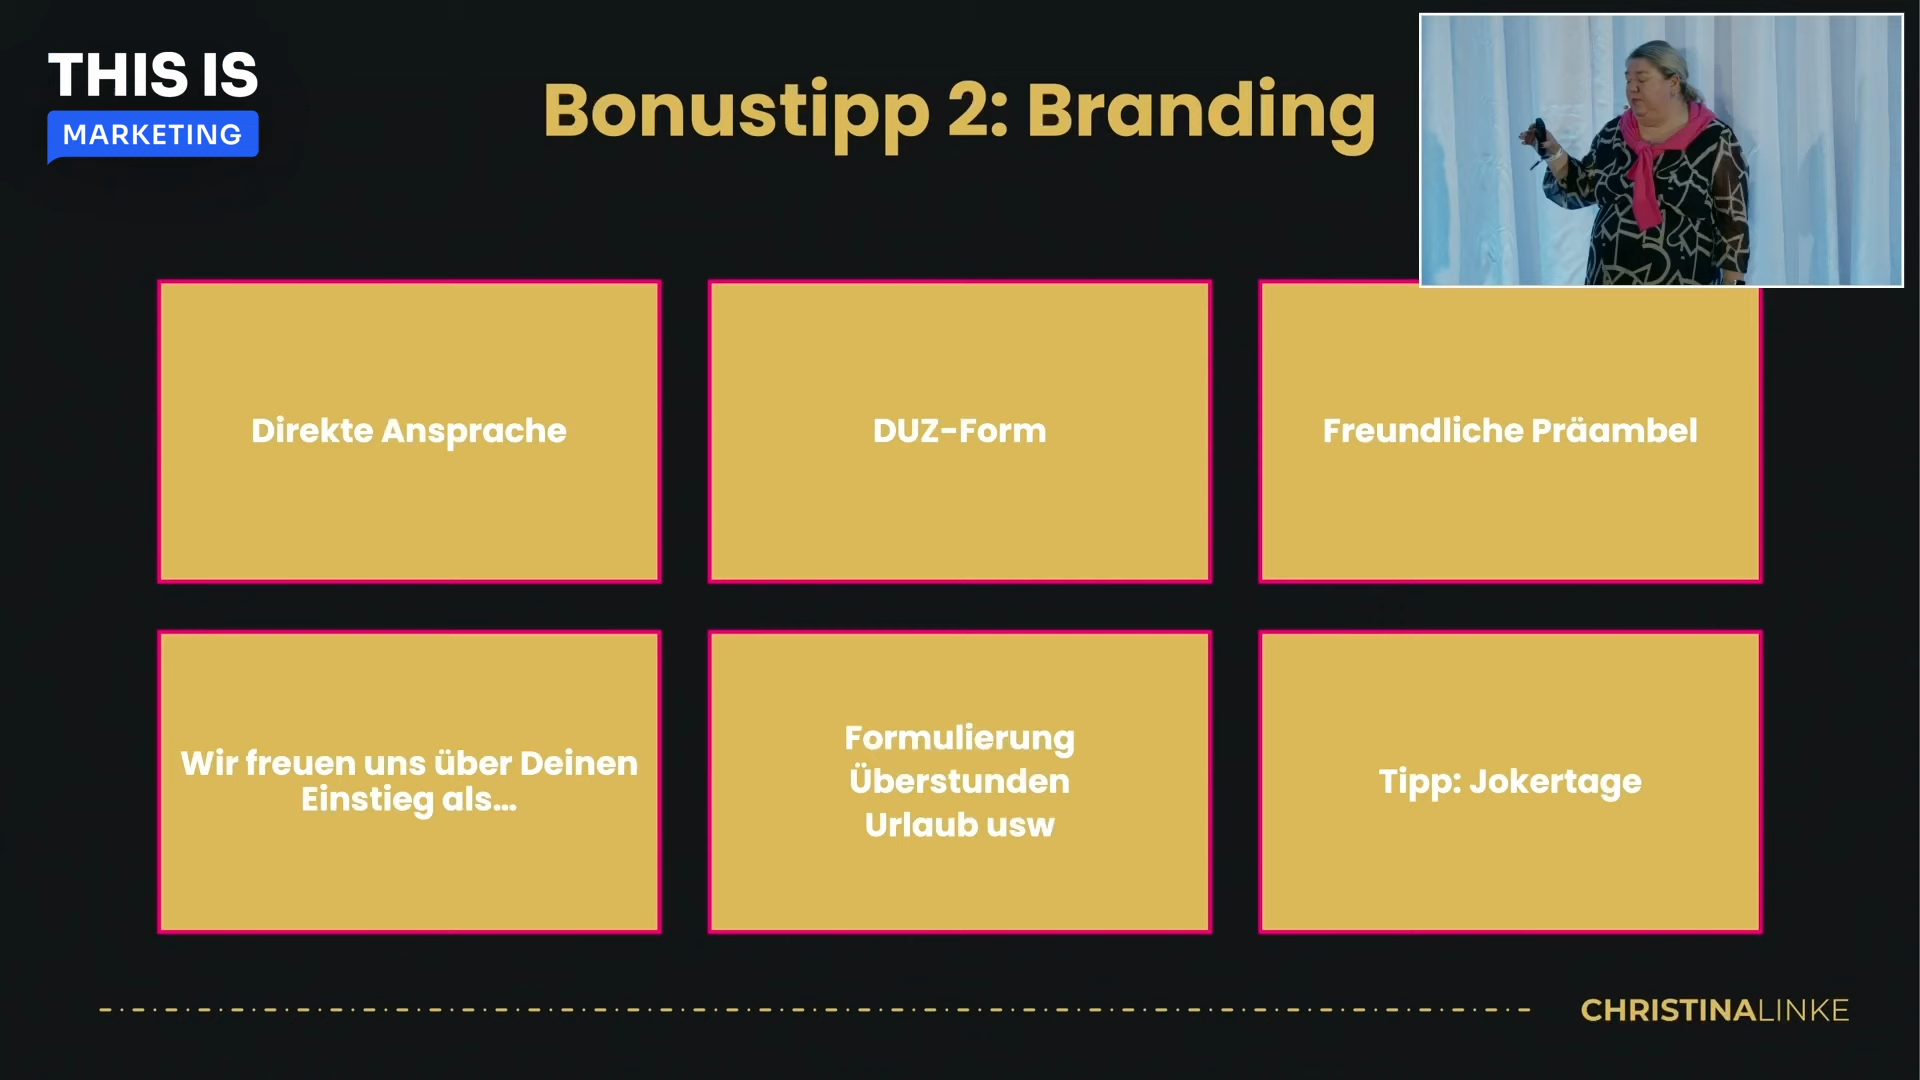 THIS IS
MARKETING
Bonustipp 2: Branding
Direkte Ansprache
DUZ-Form
Freundliche Präambel
Wir freuen uns über Deinen
Einstieg als...
Formulierung
Überstunden
Urlaub usw
Tipp: Jokertage
CHRISTINALINKE